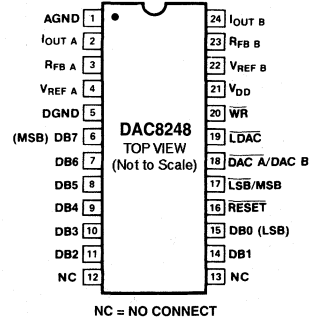 AGND 1 24 IOUT B
IOUT A 2 23 RFB B
RFB A 3 22 VREF B
VREF A 4 21 VDD
DGND 5 20 WR
(MSB) DB7 6 19 LDAC
DB6 7 18 DAC A/DAC B
DB5 8 17 LSB/MSB
DB4 9 16 RESET
DB3 10 15 DB0 (LSB)
DB2 11 14 DB1
NC 12 13 NC
DAC8248
TOP VIEW
(Not to Scale)
NC = NO CONNECT